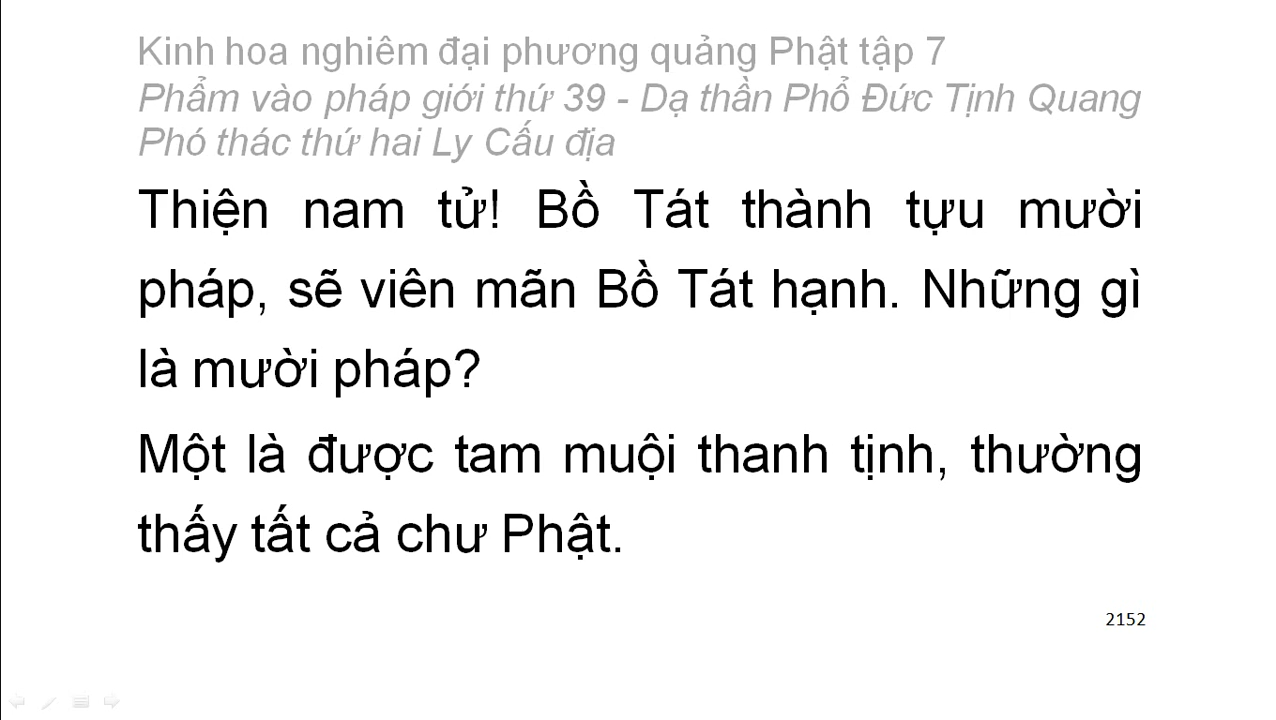 Kinh hoa nghiêm đại phương quảng Phật tập 7
Phẩm vào pháp giới thứ 39 - Dạ thần Phổ Đức Tịnh Quang
Phó thác thứ hai Ly Cấu địa
Thiện nam tử! Bồ Tát thành tựu mười
pháp, sẽ viên mãn Bồ Tát hạnh. Những gì
là mười pháp?
Một là được tam muội thanh tịnh, thường
thấy tất cả chư Phật.
2152